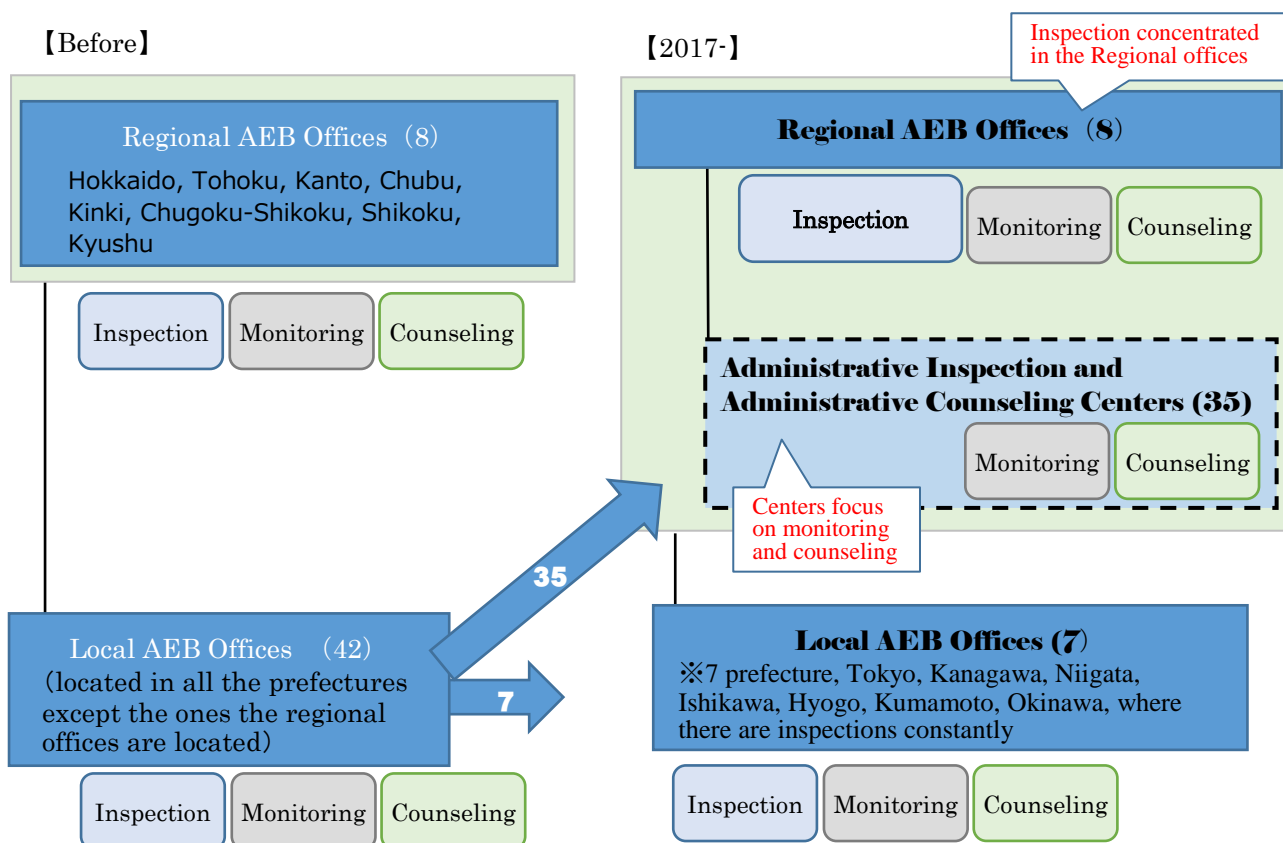 【Before】
Regional AEB Offices（8）
Hokkaido, Tohoku, Kanto, Chubu,
Kinki, Chugoku-Shikoku, Shikoku,
Kyushu
Inspection
Monitoring
Counseling
35
7
Local AEB Offices （42）
（located in all the prefectures
except the ones the regional
offices are located）
Inspection
Monitoring
Counseling
【2017-】
Inspection concentrated
in the Regional offices
Regional AEB Offices（8）
Inspection
Monitoring
Counseling
Administrative Inspection and
Administrative Counseling Centers (35)
Monitoring
Counseling
Centers focus
on monitoring
and counseling
Local AEB Offices (7）
※7 prefecture, Tokyo, Kanagawa, Niigata,
Ishikawa, Hyogo, Kumamoto, Okinawa, where
there are inspections constantly
Inspection
Monitoring
Counseling